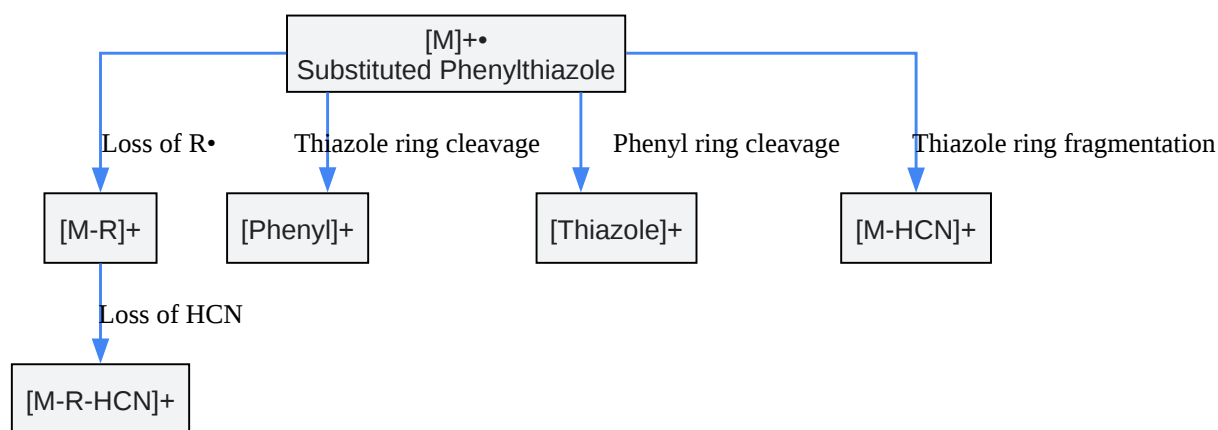 [M]+•
Substituted Phenylthiazole
Loss of R•
Thiazole ring cleavage
Phenyl ring cleavage
Thiazole ring fragmentation
[M-R]+
[Phenyl]+
[Thiazole]+
[M-HCN]+
Loss of HCN
[M-R-HCN]+